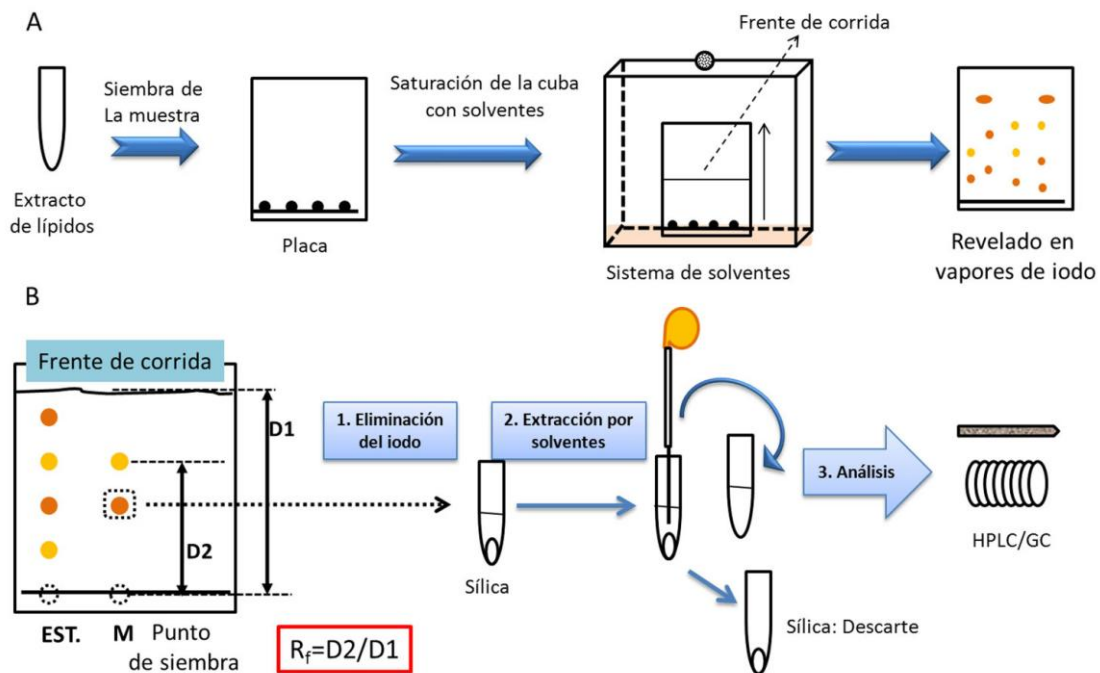 A
Extracto
de lípidos
Siembra de
La muestra
Placa
Saturación de la cuba
con solventes
Frente de corrida
Sistema de solventes
Revelado en
vapores de iodo
B
Frente de corrida
D1
D2
EST.
M
Punto
de siembra
Rf=D2/D1
1. Eliminación
del iodo
2. Extracción por
solventes
Sílica
Sílica: Descarte
3. Análisis
HPLC/GC